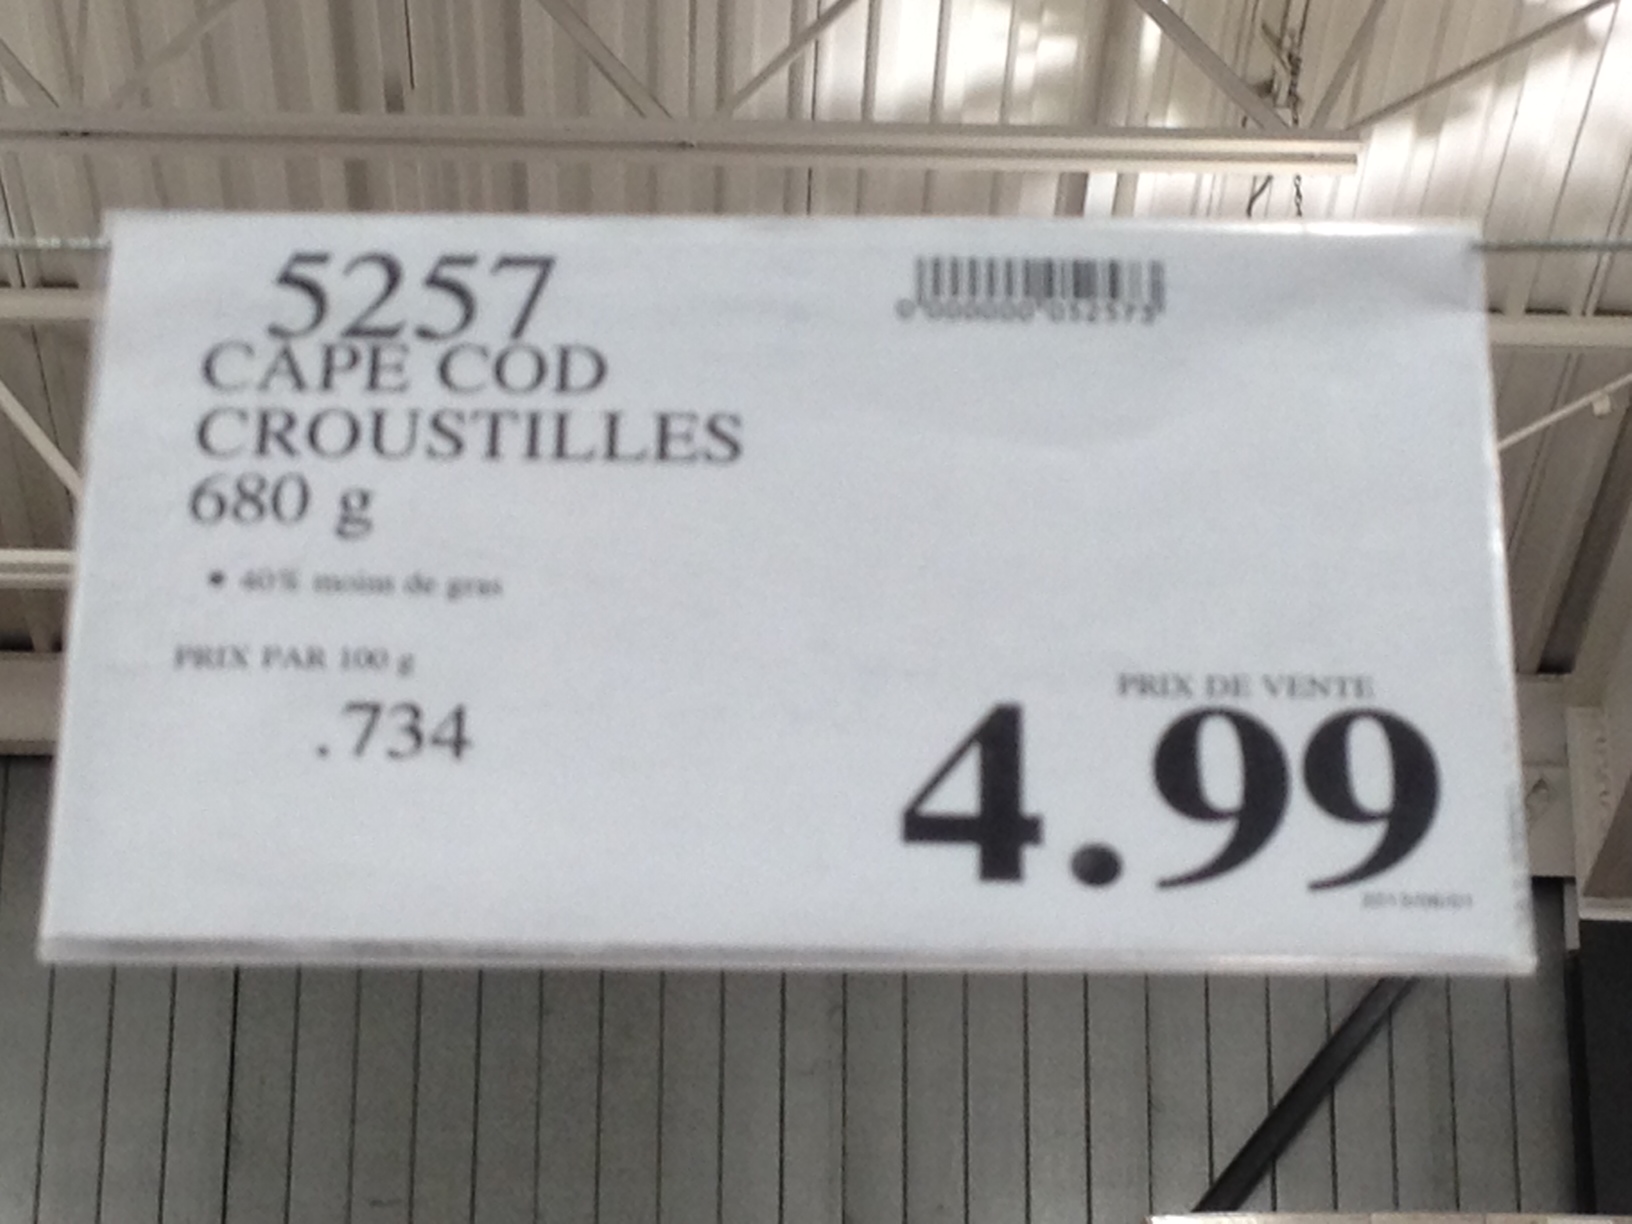 5257
CAPE COD
CROUSTILLES
680 g
• 40% moins de gras
PRIX PAR 100 g
.734
PRIX DE VENTE
4.99